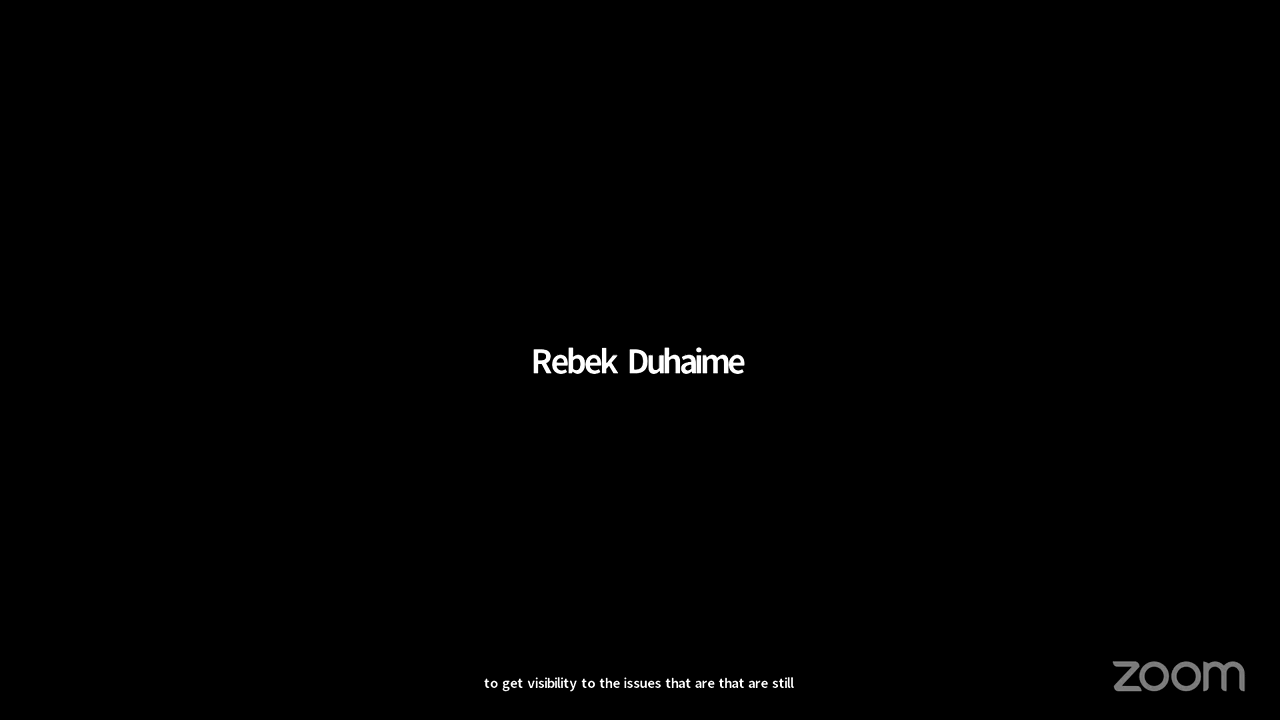 Rebek Duhaime
to get visibility to the issues that are that are still
zoom